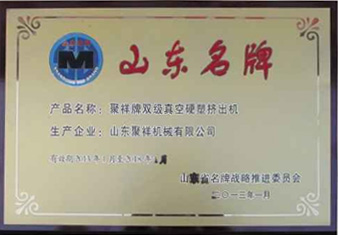 M
山东名牌
产品名称：聚祥牌双级真空硬塑挤出机
生产企业：山东聚祥机械有限公司
山东省名牌战略推进委员会
二〇一三年一月